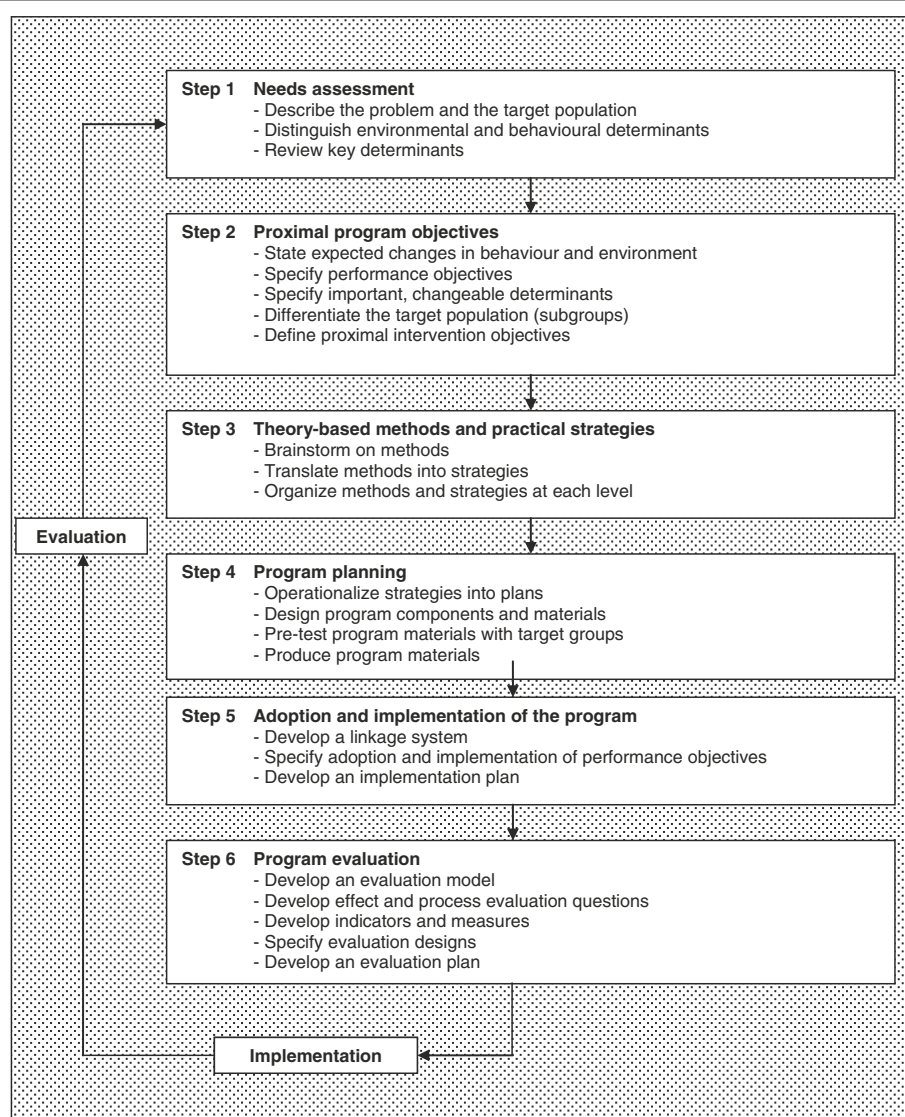 Step 1 Needs assessment
- Describe the problem and the target population
- Distinguish environmental and behavioural determinants
- Review key determinants
Step 2 Proximal program objectives
- State expected changes in behaviour and environment
- Specify performance objectives
- Specify important, changeable determinants
- Differentiate the target population (subgroups)
- Define proximal intervention objectives
Step 3 Theory-based methods and practical strategies
- Brainstorm on methods
- Translate methods into strategies
- Organize methods and strategies at each level
Evaluation
Step 4 Program planning
- Operationalize strategies into plans
- Design program components and materials
- Pre-test program materials with target groups
- Produce program materials
Step 5 Adoption and implementation of the program
- Develop a linkage system
- Specify adoption and implementation of performance objectives
- Develop an implementation plan
Step 6 Program evaluation
- Develop an evaluation model
- Develop effect and process evaluation questions
- Develop indicators and measures
- Specify evaluation designs
- Develop an evaluation plan
Implementation